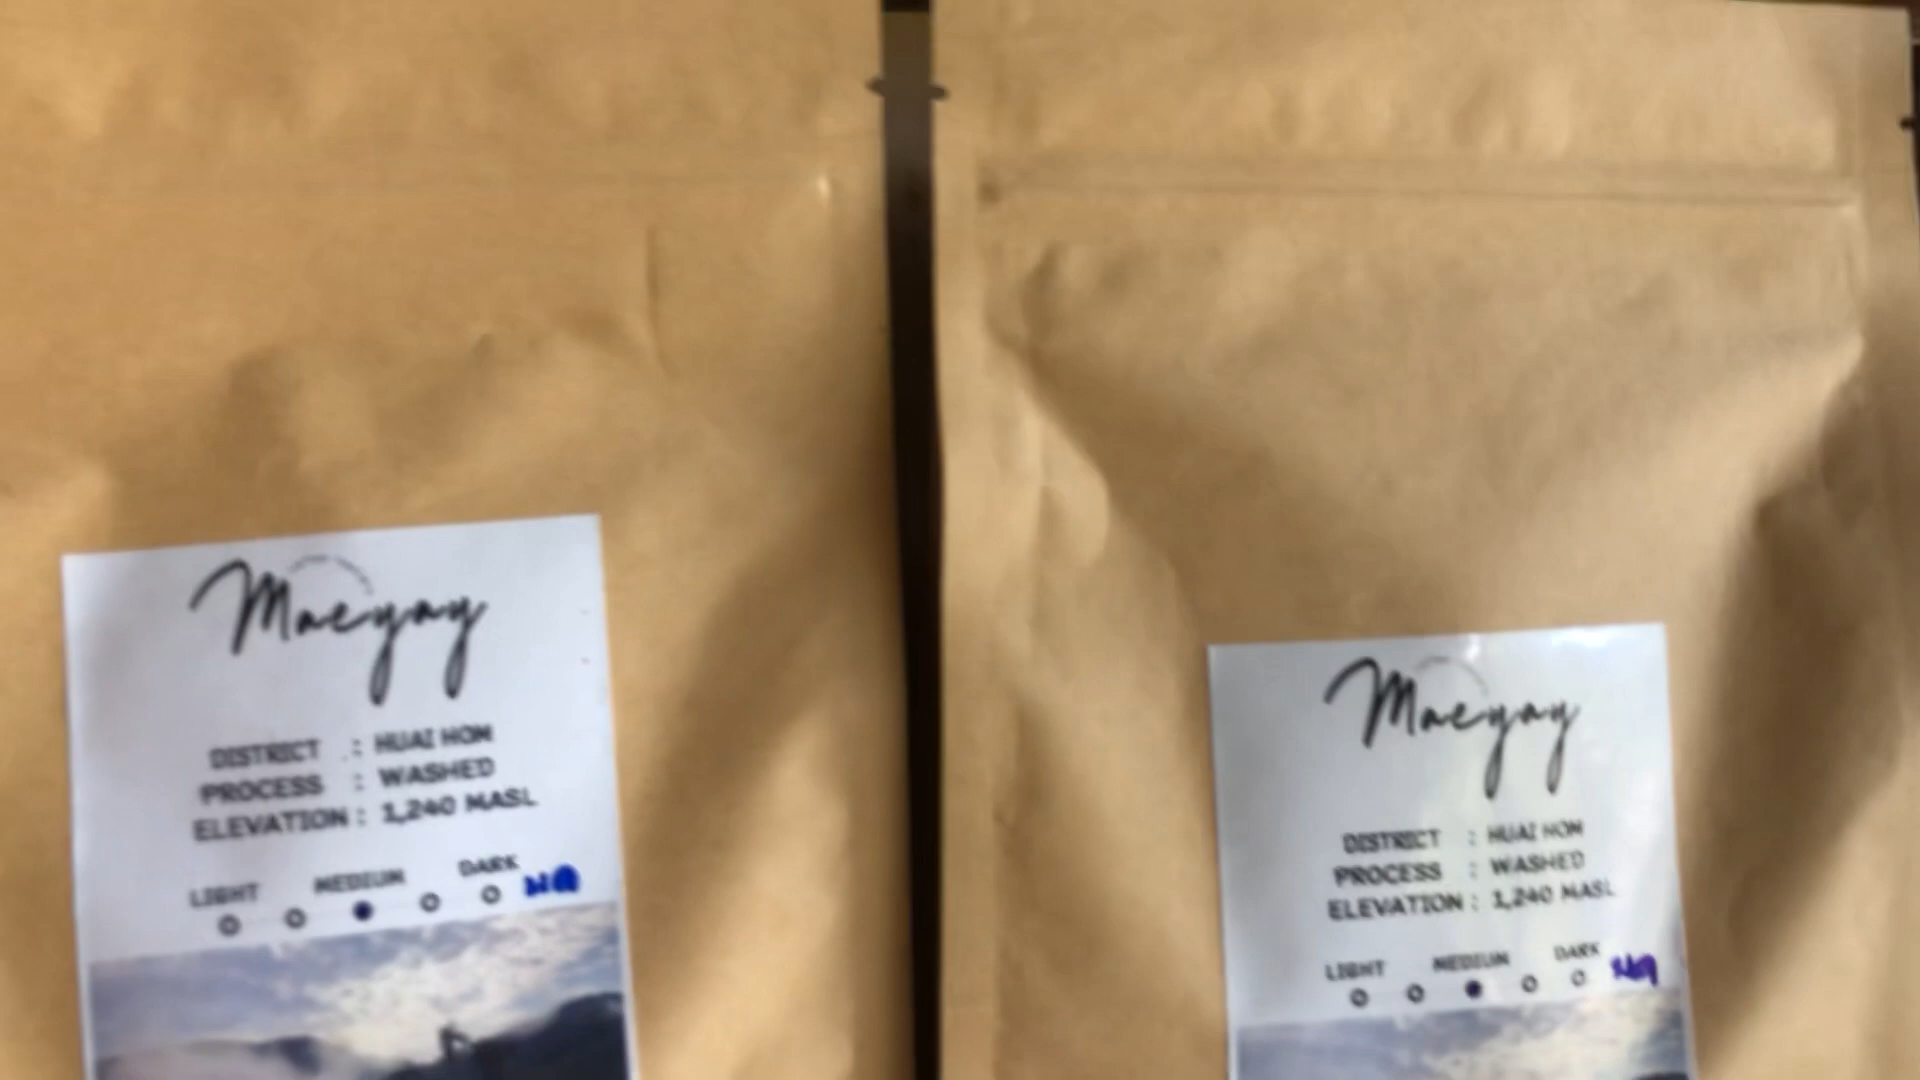 Maeyay
DISTRICT : HUAI HOM
PROCESS : WASHED
ELEVATION : 1,240 MASL
LIGHT MEDIUM DARK
Maeyay
DISTRICT : HUAI HOM
PROCESS : WASHED
ELEVATION : 1,240 MASL
LIGHT MEDIUM DARK